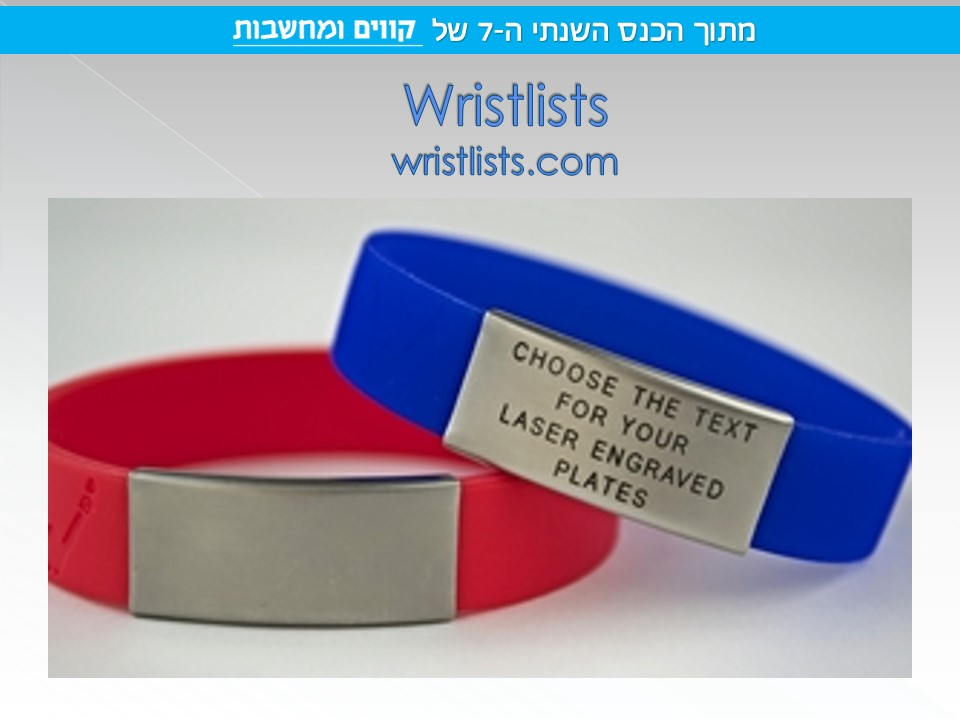 מתוך הכנס השנתי ה-7 של קווים ומחשבות
Wristlists
wristlists.com
CHOOSE THE TEXT
FOR YOUR
LASER ENGRAVED
PLATES